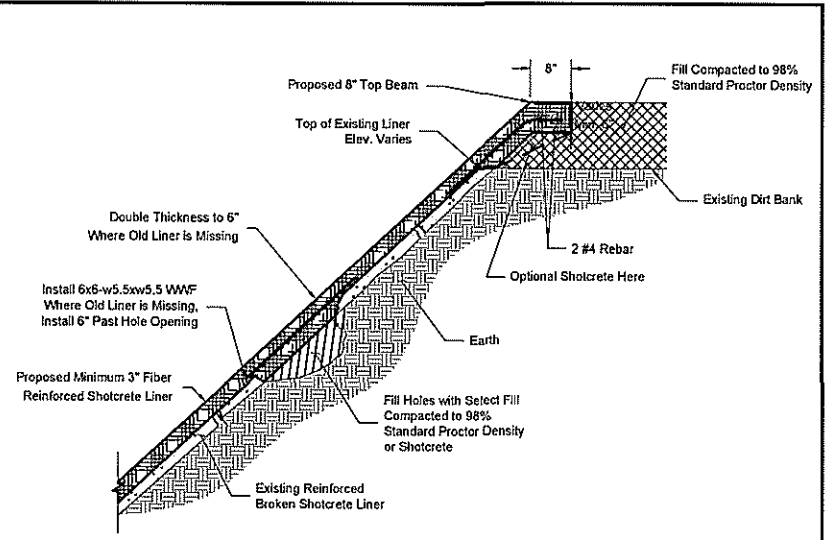 8"
Proposed 8" Top Beam
Fill Compacted to 98%
Standard Proctor Density
Top of Existing Liner
Elev. Varies
Existing Dirt Bank
Double Thickness to 6"
Where Old Liner is Missing
2 #4 Rebar
Optional Shotcrete Here
Install 6x6-w5.5xw5.5 WWF
Where Old Liner is Missing,
Install 6" Past Hole Opening
Earth
Proposed Minimum 3" Fiber
Reinforced Shotcrete Liner
Fill Holes with Select Fill
Compacted to 98%
Standard Proctor Density
or Shotcrete
Existing Reinforced
Broken Shotcrete Liner